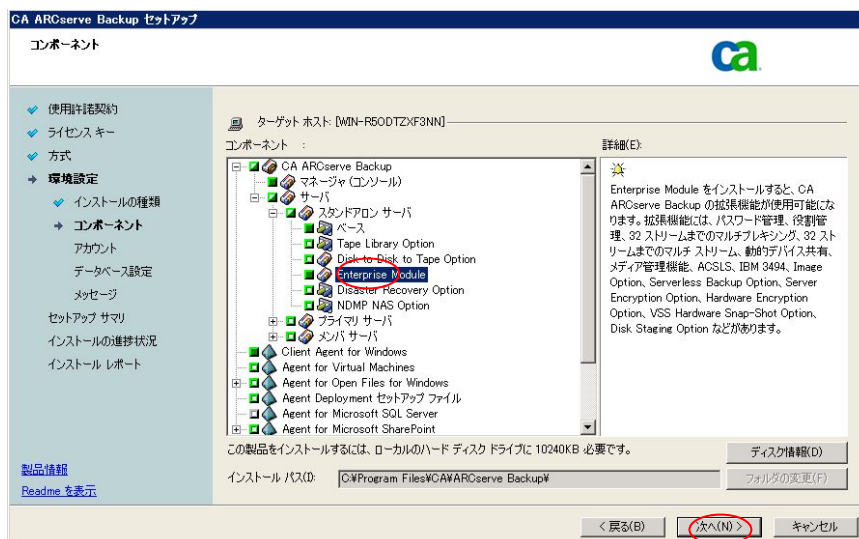 CA ARCserve Backup セットアップ
コンポーネント
ca
使用許諾契約
ライセンス キー
方式
環境設定
インストールの種類
コンポーネント
アカウント
データベース設定
メッセージ
セットアップ サマリ
インストールの進捗状況
インストール レポート
製品情報
Readme を表示
ターゲット ホスト: [WIN-R5ODTZXF3NN]
コンポーネント :
CA ARCserve Backup
マネージャ (コンソール)
サーバ
スタンドアロン サーバ
ベース
Tape Library Option
Disk to Disk to Tape Option
Enterprise Module
Disaster Recovery Option
NDMP NAS Option
プライマリ サーバ
メンバ サーバ
Client Agent for Windows
Agent for Virtual Machines
Agent for Open Files for Windows
Agent Deployment セットアップ ファイル
Agent for Microsoft SQL Server
Agent for Microsoft SharePoint
詳細(E):
Enterprise Module をインストールすると、CA
ARCserve Backup の拡張機能が使用可能にな
ります。拡張機能には、パスワード管理、役割管
理、32 ストリームまでのマルチプレキシング、32 スト
リームまでのマルチ ストリーム、動的デバイス共有、
メディア管理機能、ACSLS、IBM 3494、Image
Option、Serverless Backup Option、Server
Encryption Option、Hardware Encryption
Option、VSS Hardware Snap-Shot Option、
Disk Staging Option などがあります。
この製品をインストールするには、ローカルのハード ディスク ドライブに 10240KB 必要です。
ディスク情報(D)
インストール パス(I):
C:¥Program Files¥CA¥ARCserve Backup¥
フォルダの変更(F)
< 戻る(B)
次へ(N) >
キャンセル